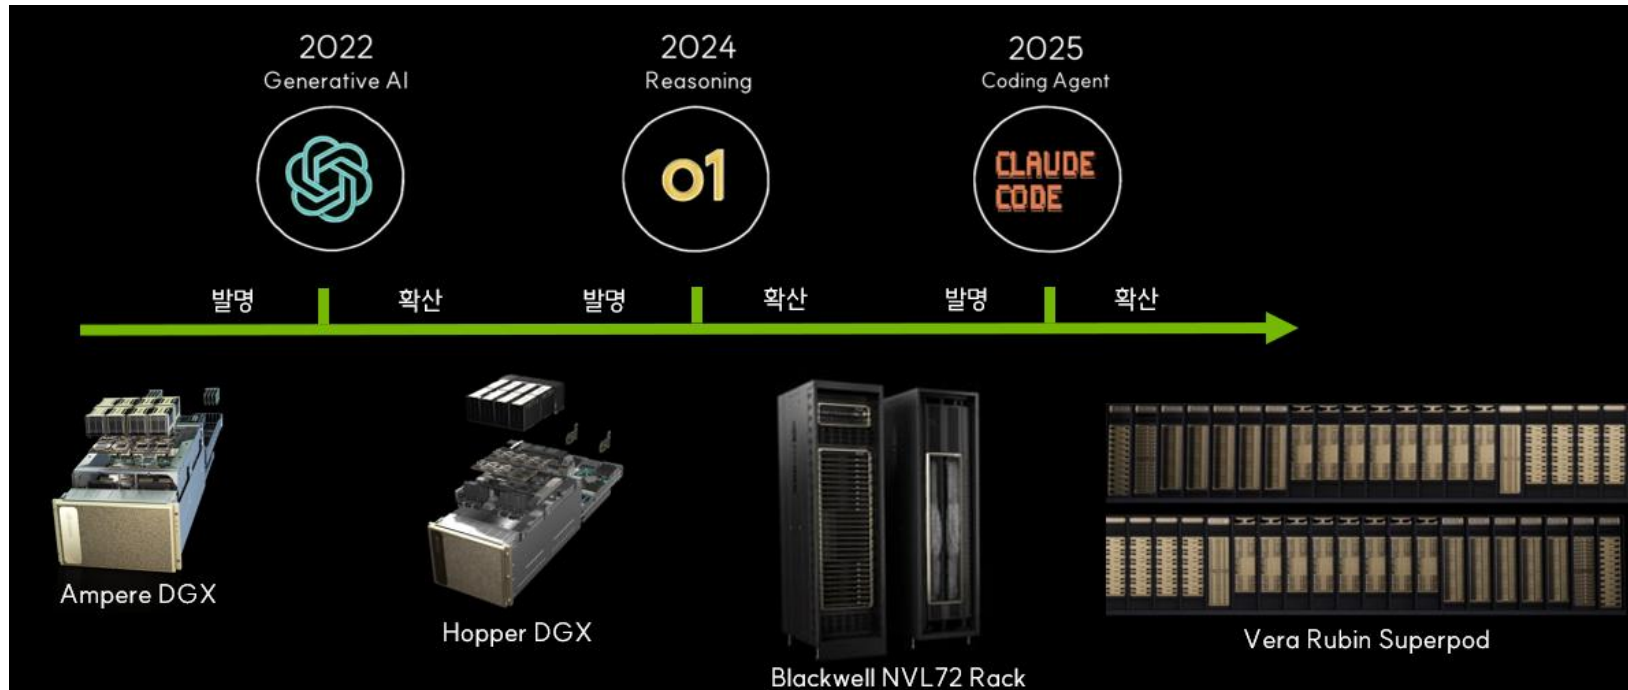 2022
Generative AI
2024
Reasoning
o1
2025
Coding Agent
CLAUDE
CODE
발명
확산
발명
확산
발명
확산
Ampere DGX
Hopper DGX
Blackwell NVL72 Rack
Vera Rubin Superpod